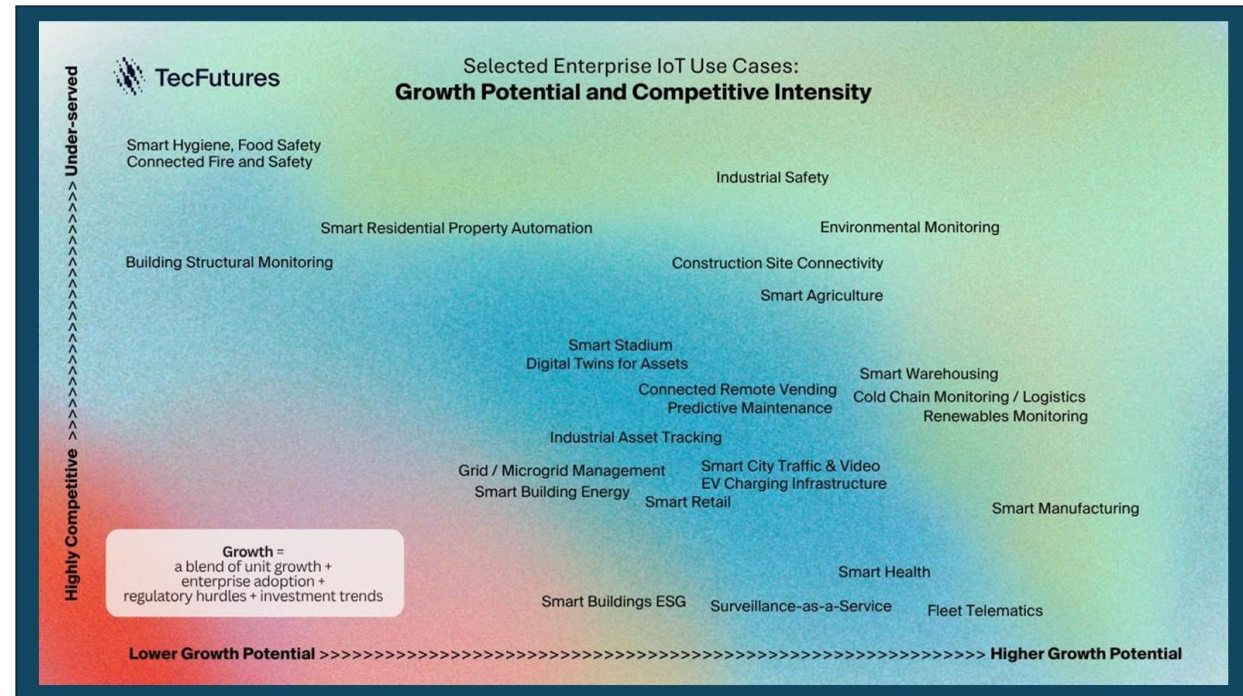 TecFutures
Selected Enterprise IoT Use Cases:
Growth Potential and Competitive Intensity
Highly Competitive >>>>>>>>>>>>>>>>>>>>>>>> Under-served
Smart Hygiene, Food Safety
Connected Fire and Safety
Industrial Safety
Smart Residential Property Automation
Environmental Monitoring
Building Structural Monitoring
Construction Site Connectivity
Smart Agriculture
Smart Stadium
Digital Twins for Assets
Smart Warehousing
Connected Remote Vending
Cold Chain Monitoring / Logistics
Predictive Maintenance
Renewables Monitoring
Industrial Asset Tracking
Grid / Microgrid Management
Smart City Traffic & Video
EV Charging Infrastructure
Smart Building Energy
Smart Retail
Smart Manufacturing
Growth =
a blend of unit growth +
enterprise adoption +
regulatory hurdles + investment trends
Smart Health
Smart Buildings ESG
Surveillance-as-a-Service
Fleet Telematics
Lower Growth Potential >>>>>>>>>>>>>>>>>>>>>>>>>>>>>>>>>>>>>>>>>>>>>>>>>>>>>>>>>>>>> Higher Growth Potential